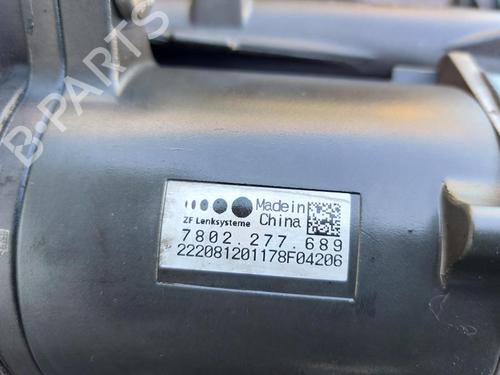 B-PARTS
ZF Lenksysteme
Made in
China
7802.277.689
222081201178F04206